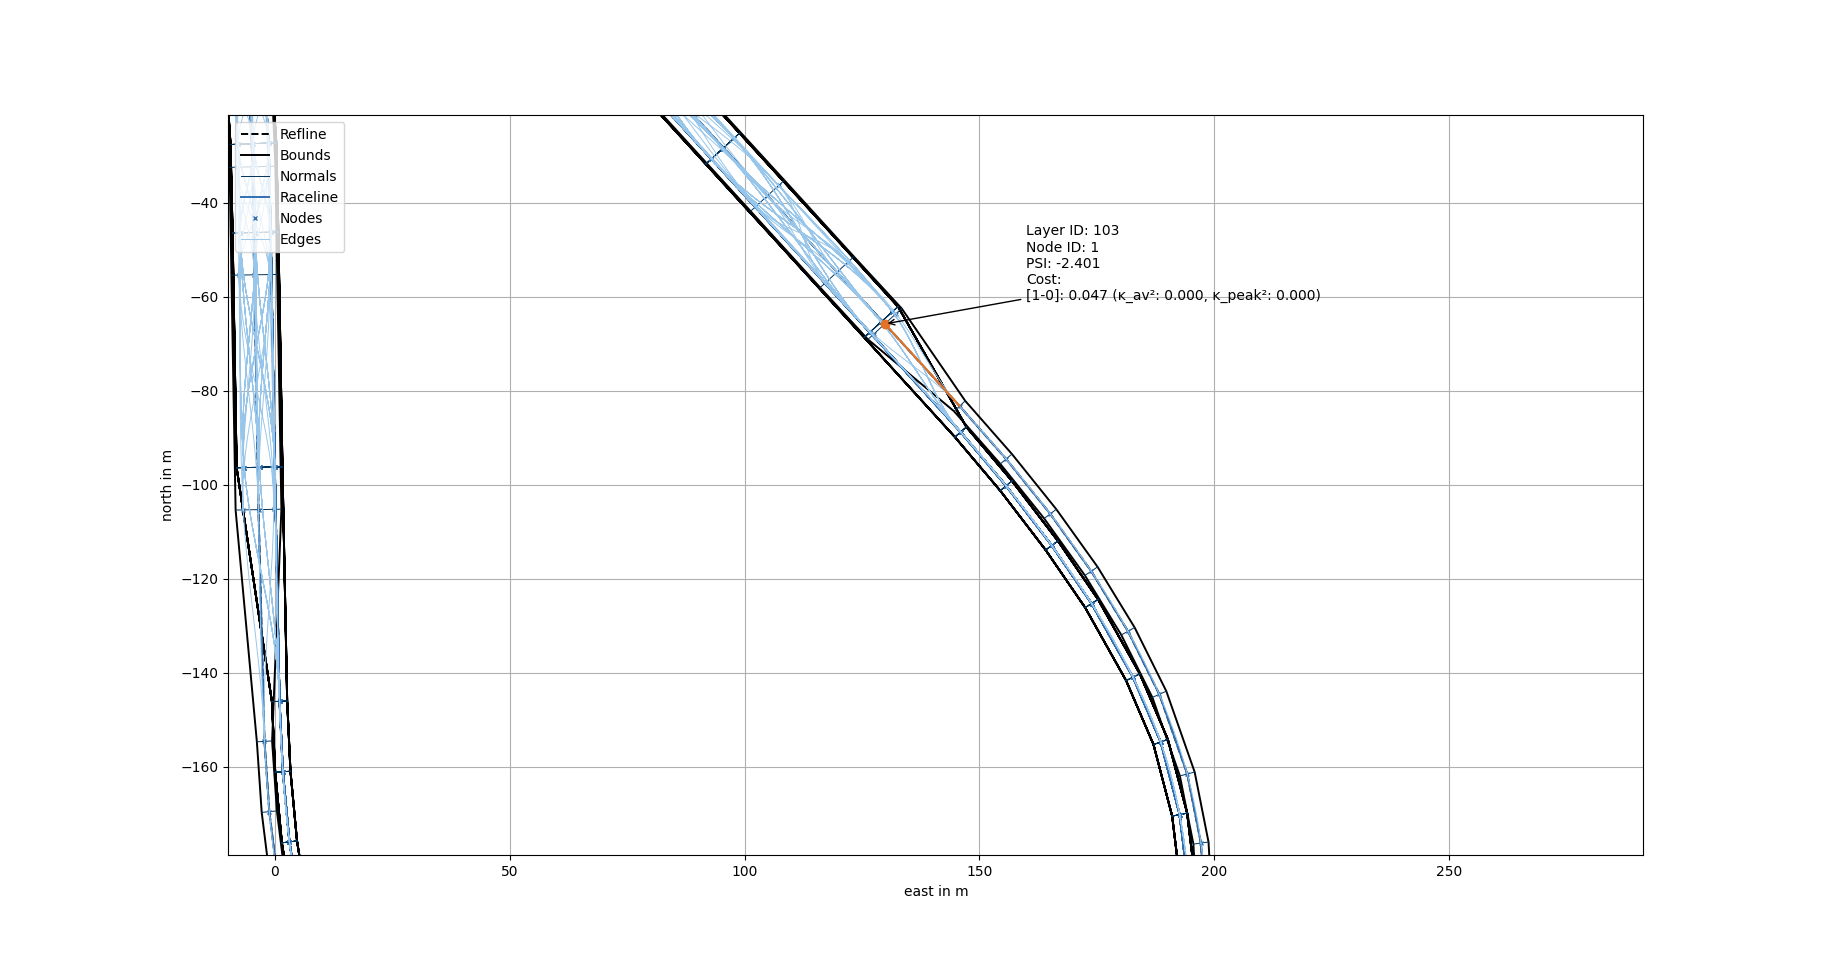 Refline
Bounds
Normals
Raceline
Nodes
Edges
Layer ID: 103
Node ID: 1
PSI: -2.401
Cost:
[1-0]: 0.047 (κ_av²: 0.000, κ_peak²: 0.000)
−40
−60
−80
−100
−120
−140
−160
north in m
0
50
100
150
200
250
east in m